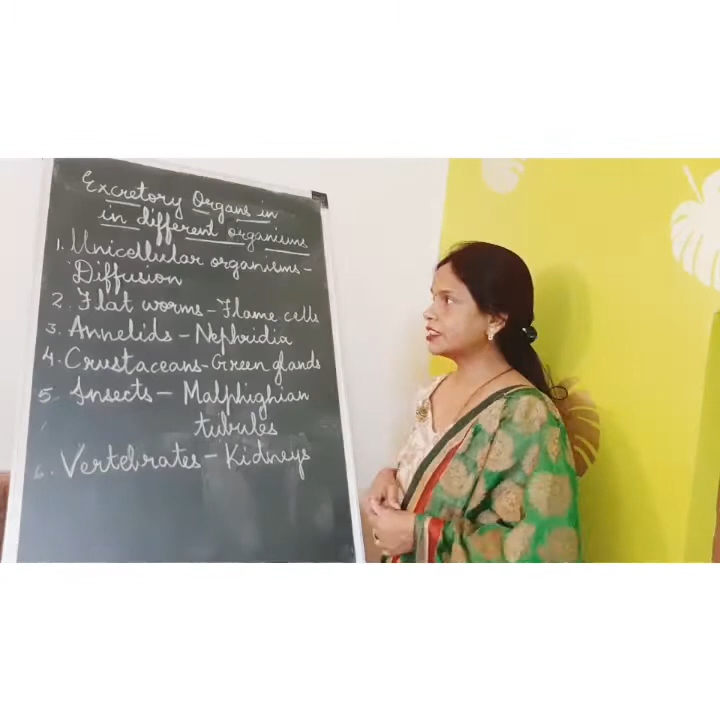 Excretory Organs in
in different organisms
1. Unicellular organisms-
Diffusion
2. Flat worms - Flame cells
3. Annelids - Nephridia
4. Crustaceans - Green glands
5. Insects - Malphighian
tubules
6. Vertebrates - Kidneys